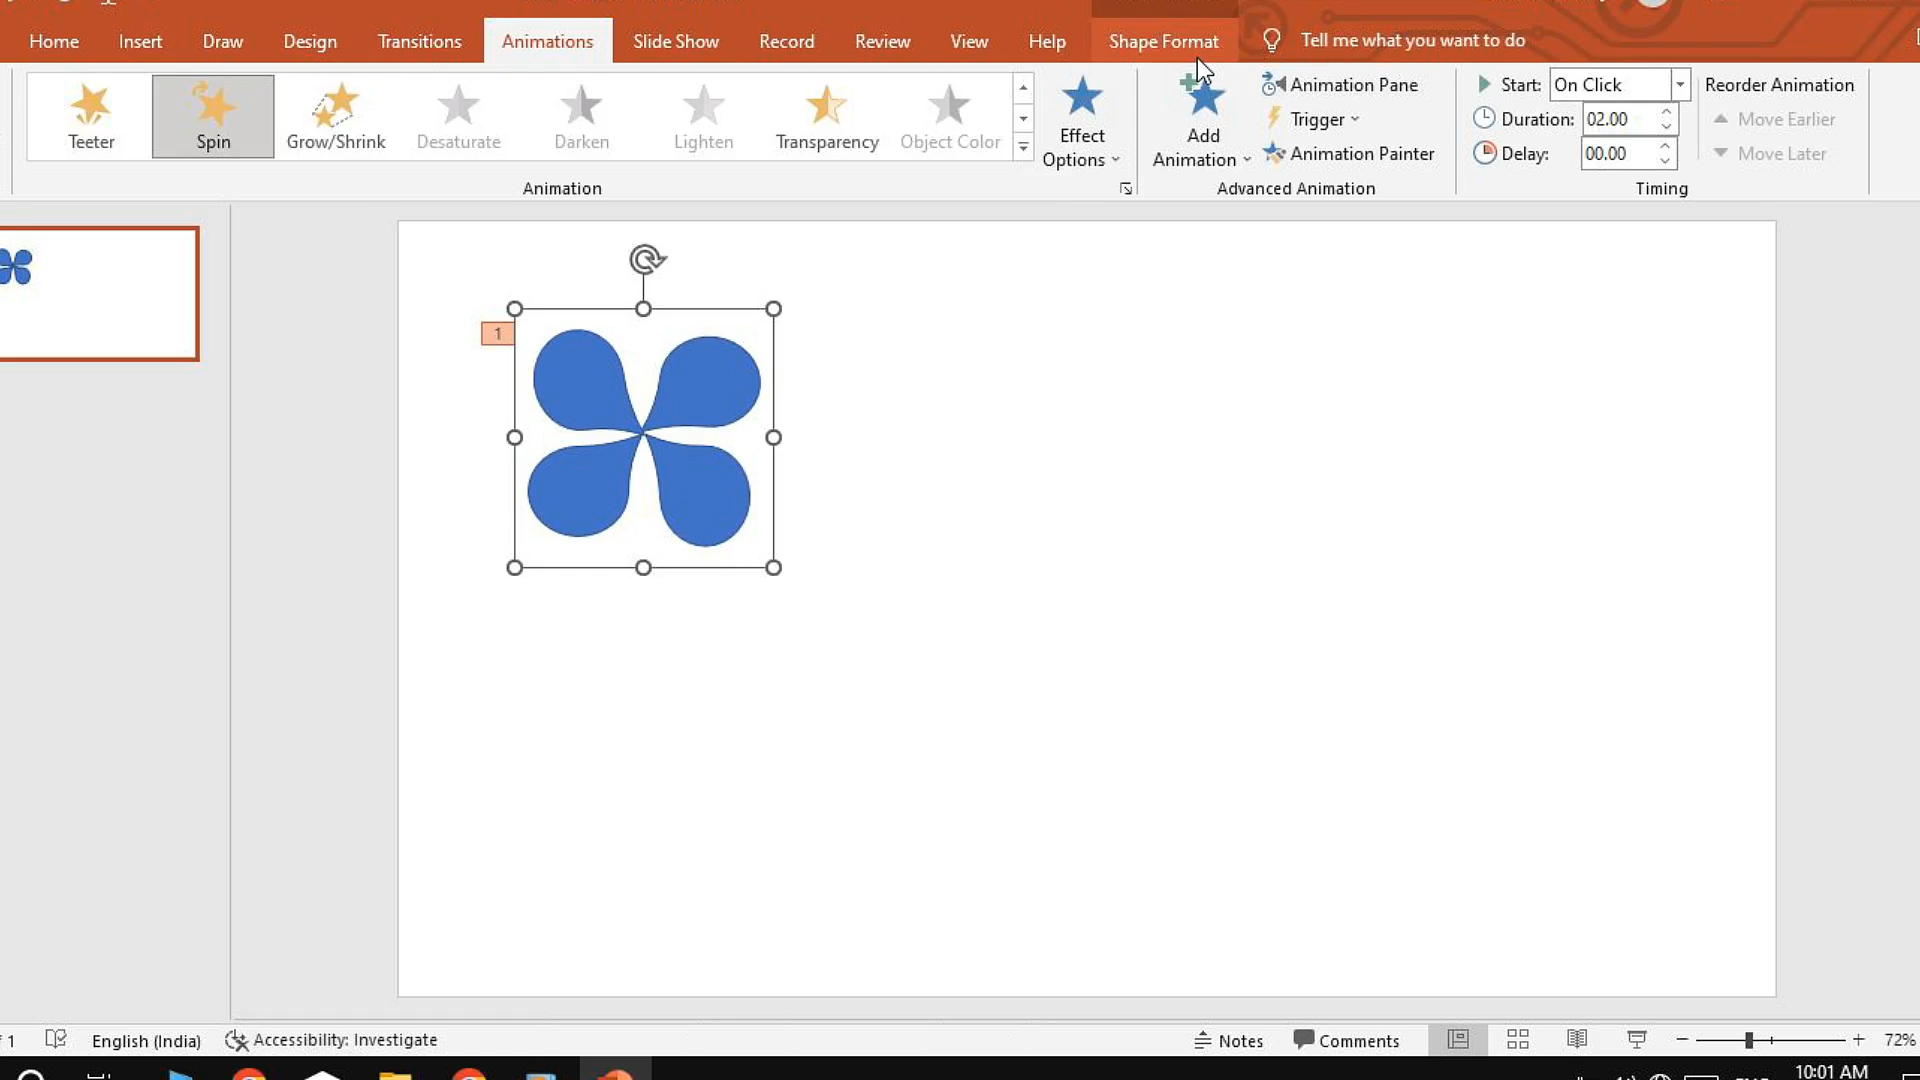 Home Insert Draw Design Transitions Animations Slide Show Record Review View Help Shape Format Tell me what you want to do
Teeter Spin Grow/Shrink Desaturate Darken Lighten Transparency Object Color
Effect Options
Add Animation
Animation Pane
Trigger
Animation Painter
Start: On Click
Duration: 02.00
Delay: 00.00
Reorder Animation
Move Earlier
Move Later
Animation Advanced Animation Timing
1
1 English (India) Accessibility: Investigate Notes Comments 72%
10:01 AM